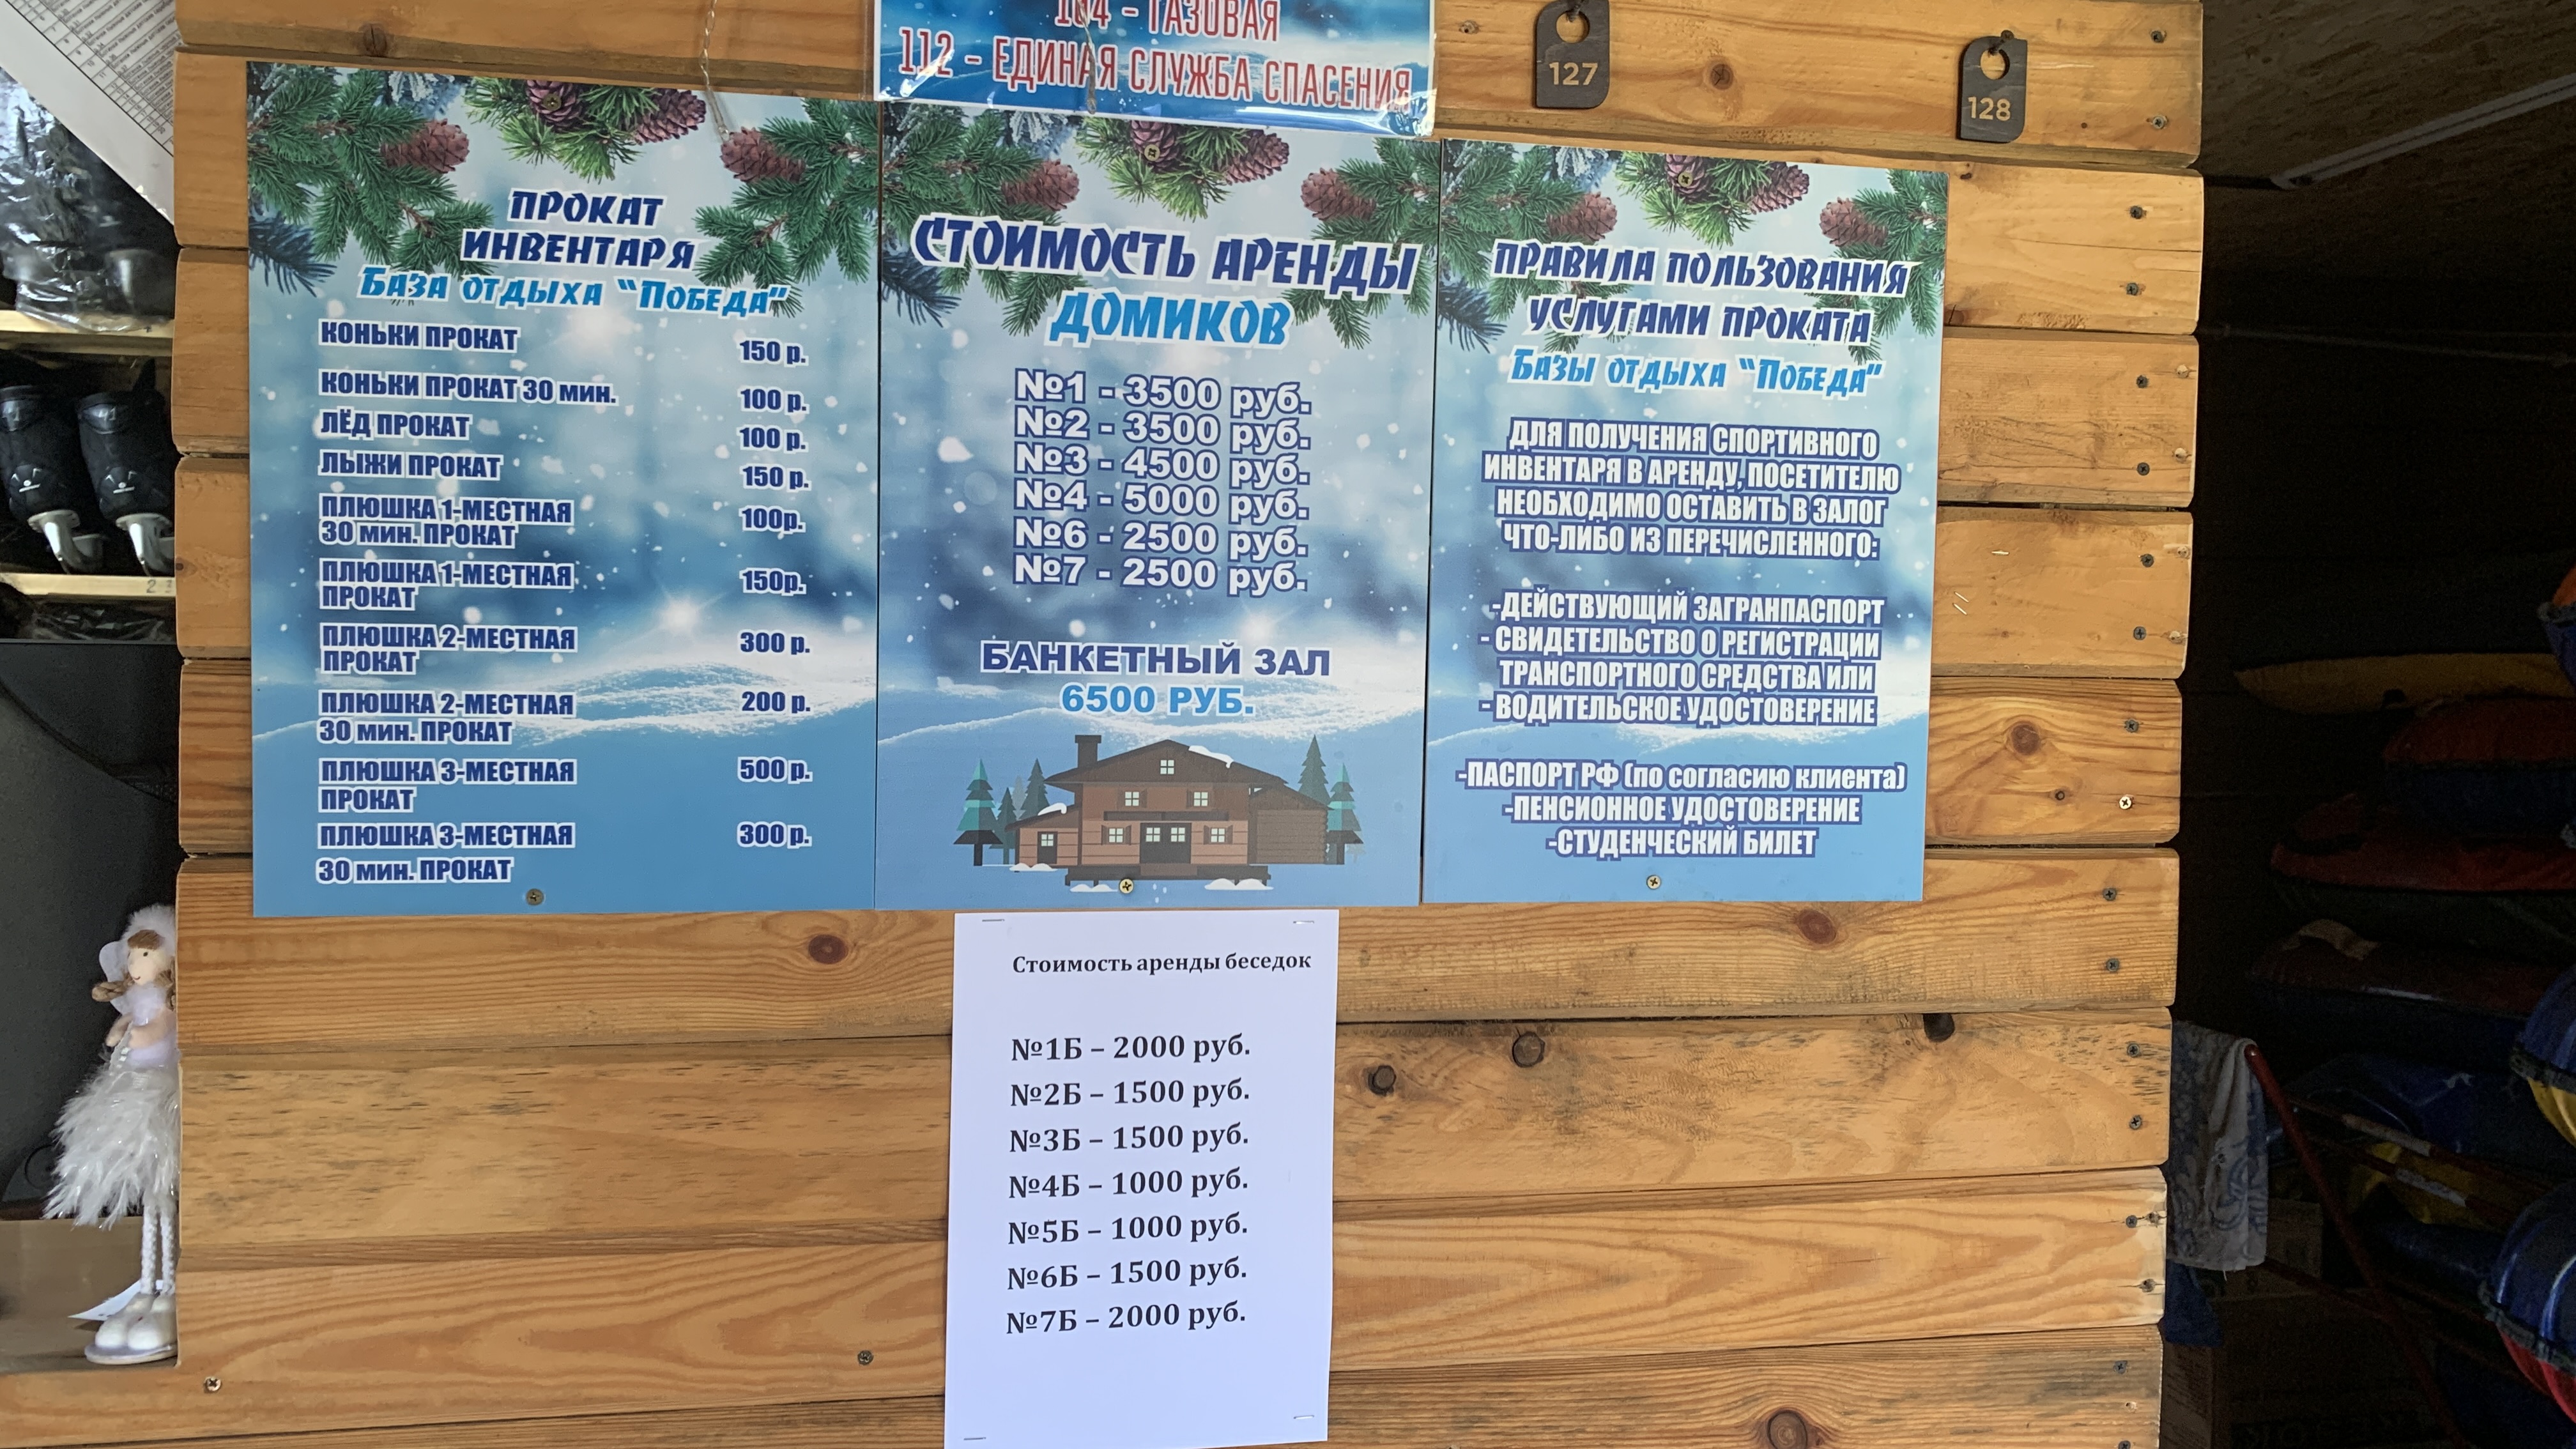 104 - ГАЗОВАЯ
112 - ЕДИНАЯ СЛУЖБА СПАСЕНИЯ
127
128
ПРОКАТ
ИНВЕНТАРЯ
БАЗА ОТДЫХА "ПОБЕДА"
КОНЬКИ ПРОКАТ 150 р.
КОНЬКИ ПРОКАТ 30 МИН. 100 р.
ЛЁД ПРОКАТ 100 р.
ЛЫЖИ ПРОКАТ 150 р.
ПЛЮШКА 1-МЕСТНАЯ 100р.
30 мин. ПРОКАТ
ПЛЮШКА 1-МЕСТНАЯ 150р.
ПРОКАТ
ПЛЮШКА 2-МЕСТНАЯ 300 р.
ПРОКАТ
ПЛЮШКА 2-МЕСТНАЯ 200 р.
30 мин. ПРОКАТ
ПЛЮШКА 3-МЕСТНАЯ 500 р.
ПРОКАТ
ПЛЮШКА 3-МЕСТНАЯ 300 р.
30 мин. ПРОКАТ
СТОИМОСТЬ АРЕНДЫ
ДОМИКОВ
№1 - 3500 руб.
№2 - 3500 руб.
№3 - 4500 руб.
№4 - 5000 руб.
№6 - 2500 руб.
№7 - 2500 руб.
БАНКЕТНЫЙ ЗАЛ
6500 РУБ.
ПРАВИЛА ПОЛЬЗОВАНИЯ
УСЛУГАМИ ПРОКАТА
БАЗЫ ОТДЫХА "ПОБЕДА"
ДЛЯ ПОЛУЧЕНИЯ СПОРТИВНОГО
ИНВЕНТАРЯ В АРЕНДУ, ПОСЕТИТЕЛЮ
НЕОБХОДИМО ОСТАВИТЬ В ЗАЛОГ
ЧТО-ЛИБО ИЗ ПЕРЕЧИСЛЕННОГО:
-ДЕЙСТВУЮЩИЙ ЗАГРАНПАСПОРТ
- СВИДЕТЕЛЬСТВО О РЕГИСТРАЦИИ
ТРАНСПОРТНОГО СРЕДСТВА ИЛИ
- ВОДИТЕЛЬСКОЕ УДОСТОВЕРЕНИЕ
-ПАСПОРТ РФ (по согласию клиента)
-ПЕНСИОННОЕ УДОСТОВЕРЕНИЕ
-СТУДЕНЧЕСКИЙ БИЛЕТ
Стоимость аренды беседок
№1Б – 2000 руб.
№2Б – 1500 руб.
№3Б – 1500 руб.
№4Б – 1000 руб.
№5Б – 1000 руб.
№6Б – 1500 руб.
№7Б – 2000 руб.